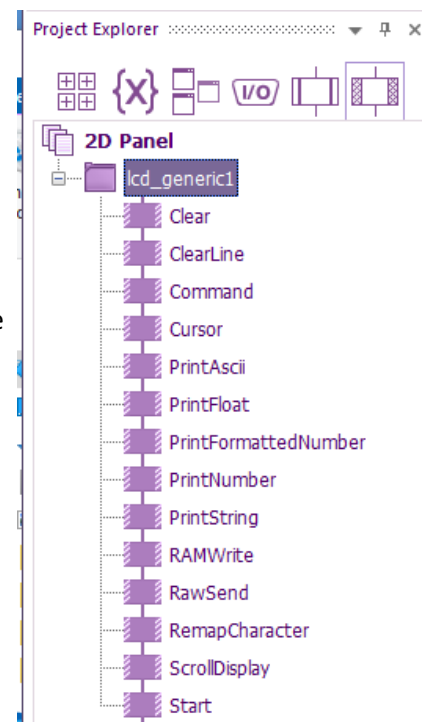 Project Explorer
{X}
I/O
2D Panel
lcd_generic1
Clear
ClearLine
Command
Cursor
e
PrintAscii
PrintFloat
PrintFormattedNumber
PrintNumber
PrintString
RAMWrite
RawSend
RemapCharacter
ScrollDisplay
Start